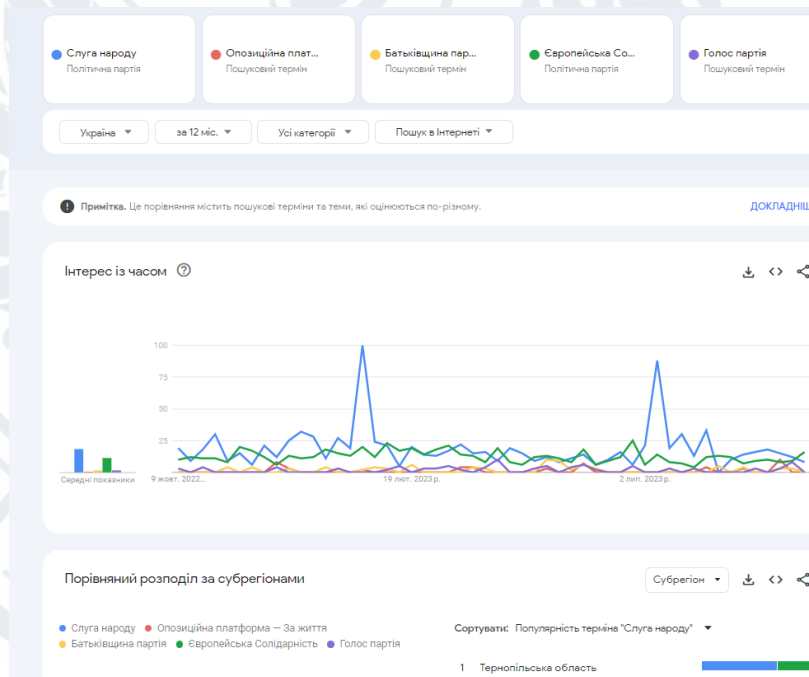 Слуга народу
Політична партія
Опозиційна плат...
Пошуковий термін
Батьківщина пар...
Пошуковий термін
Європейська Со...
Політична партія
Голос партія
Пошуковий термін
Україна
за 12 міс.
Усі категорії
Пошук в Інтернеті
Примітка. Це порівняння містить пошукові терміни та теми, які оцінюються по-різному.
ДОКЛАДНІШ
Інтерес із часом
100
75
50
25
Середні показники
9 жовт. 2022...
19 лют. 2023 р.
2 лип. 2023 р.
Порівняний розподіл за субрегіонами
Субрегіон
Слуга народу
Опозиційна платформа — За життя
Батьківщина партія
Європейська Солідарність
Голос партія
Сортувати: Популярність терміна "Слуга народу"
1 Тернопільська область